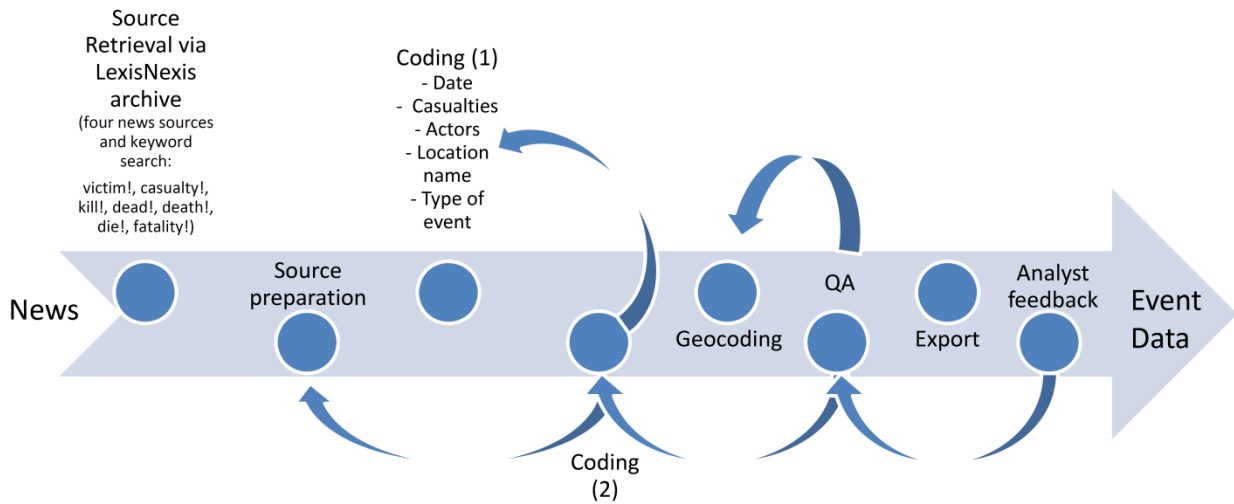 Source
Retrieval via
LexisNexis
archive
(four news sources
and keyword
search:
victim!, casualty!,
kill!, dead!, death!,
die!, fatality!)
Coding (1)
- Date
- Casualties
- Actors
- Location
name
- Type of
event
News
Source
preparation
Geocoding
QA
Export
Analyst
feedback
Event
Data
Coding
(2)